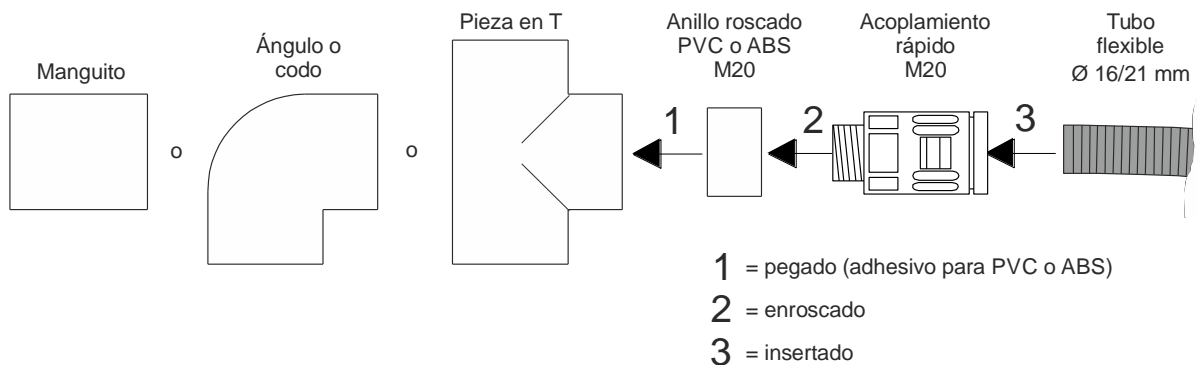 Manguito
o
Ángulo o
codo
o
Pieza en T
1
Anillo roscado
PVC o ABS
M20
2
Acoplamiento
rápido
M20
3
Tubo
flexible
Ø 16/21 mm
1 = pegado (adhesivo para PVC o ABS)
2 = enroscado
3 = insertado